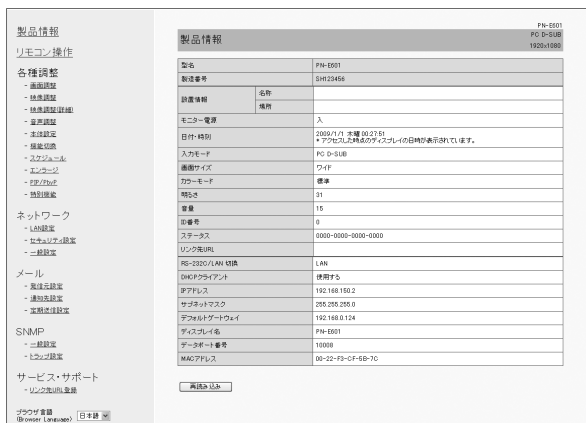 製品情報
リモコン操作
各種調整
- 画面調整
- 映像調整
- 映像調整(詳細)
- 音声調整
- 本体設定
- 機能切換
- スケジュール
- エンラージ
- PIP/PbyP
- 特別機能
ネットワーク
- LAN設定
- セキュリティ設定
- 一般設定
メール
- 発信元設定
- 通知先設定
- 定期送信設定
SNMP
- 一般設定
- トラップ設定
サービス・サポート
- リンク先URL登録
ブラウザ言語
(Browser Language) 日本語
PN-E601
製品情報 PC D-SUB
1920x1080
型名 PN-E601
製造番号 SH123456
設置情報 名称
場所
モニター電源 入
日付・時刻 2009/1/1 木曜 00:27:51
* アクセスした時点のディスプレイの日時が表示されています。
入力モード PC D-SUB
画面サイズ ワイド
カラーモード 標準
明るさ 31
音量 15
ID番号 0
ステータス 0000-0000-0000-0000
リンク先URL
RS-232C/LAN 切換 LAN
DHCPクライアント 使用する
IPアドレス 192.168.150.2
サブネットマスク 255.255.255.0
デフォルトゲートウェイ 192.168.0.124
ディスプレイ名 PN-E601
データポート番号 10008
MACアドレス 00-22-F3-CF-5B-7C
再読み込み